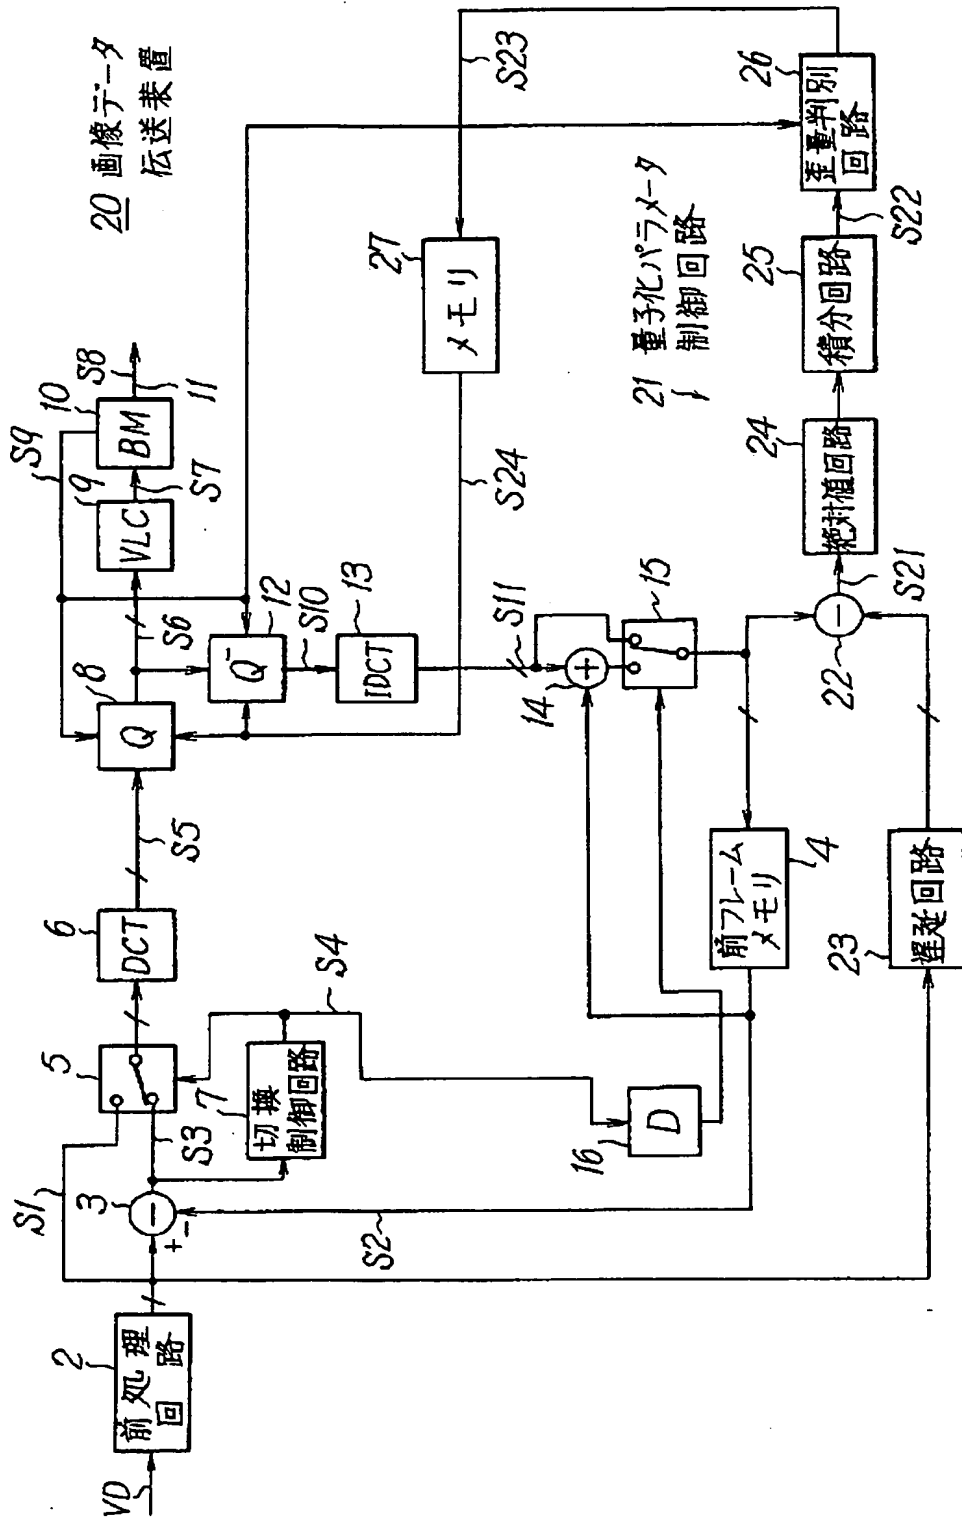 20 画像データ
伝送装置
VD
2
前処理
回路
S1
3
+
−
−
S2
S3
5
7
切換
制御回路
S4
6
DCT
S5
8
Q
S6
9
VLC
S7
10
BM
S8
11
S9
12
Q⁻
S10
13
IDCT
S11
14
+
15
16
D
4
前フレーム
メモリ
S24
27
メモリ
S23
21 量子化パラメータ
制御回路
22
−
S21
23
遅延回路
24
絶対値回路
25
積分回路
S22
26
歪量判別
回路